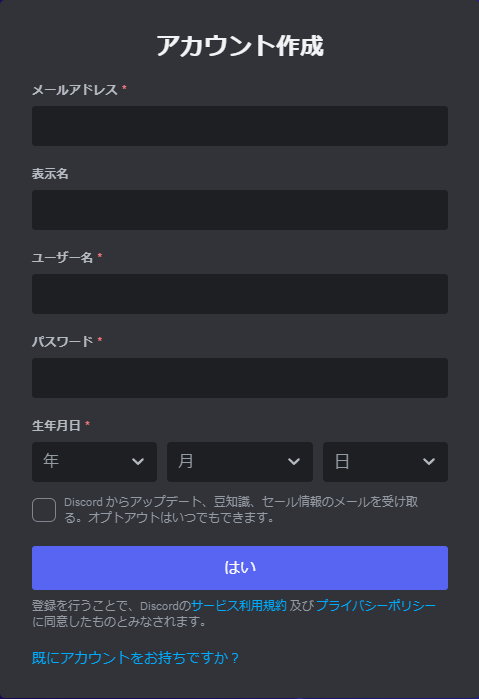 アカウント作成
メールアドレス *
表示名
ユーザー名 *
パスワード *
生年月日 *
年 月 日
Discord からアップデート、豆知識、セール情報のメールを受け取
る。オプトアウトはいつでもできます。
はい
登録を行うことで、Discordのサービス利用規約 及び プライバシーポリシー
に同意したものとみなされます。
既にアカウントをお持ちですか？